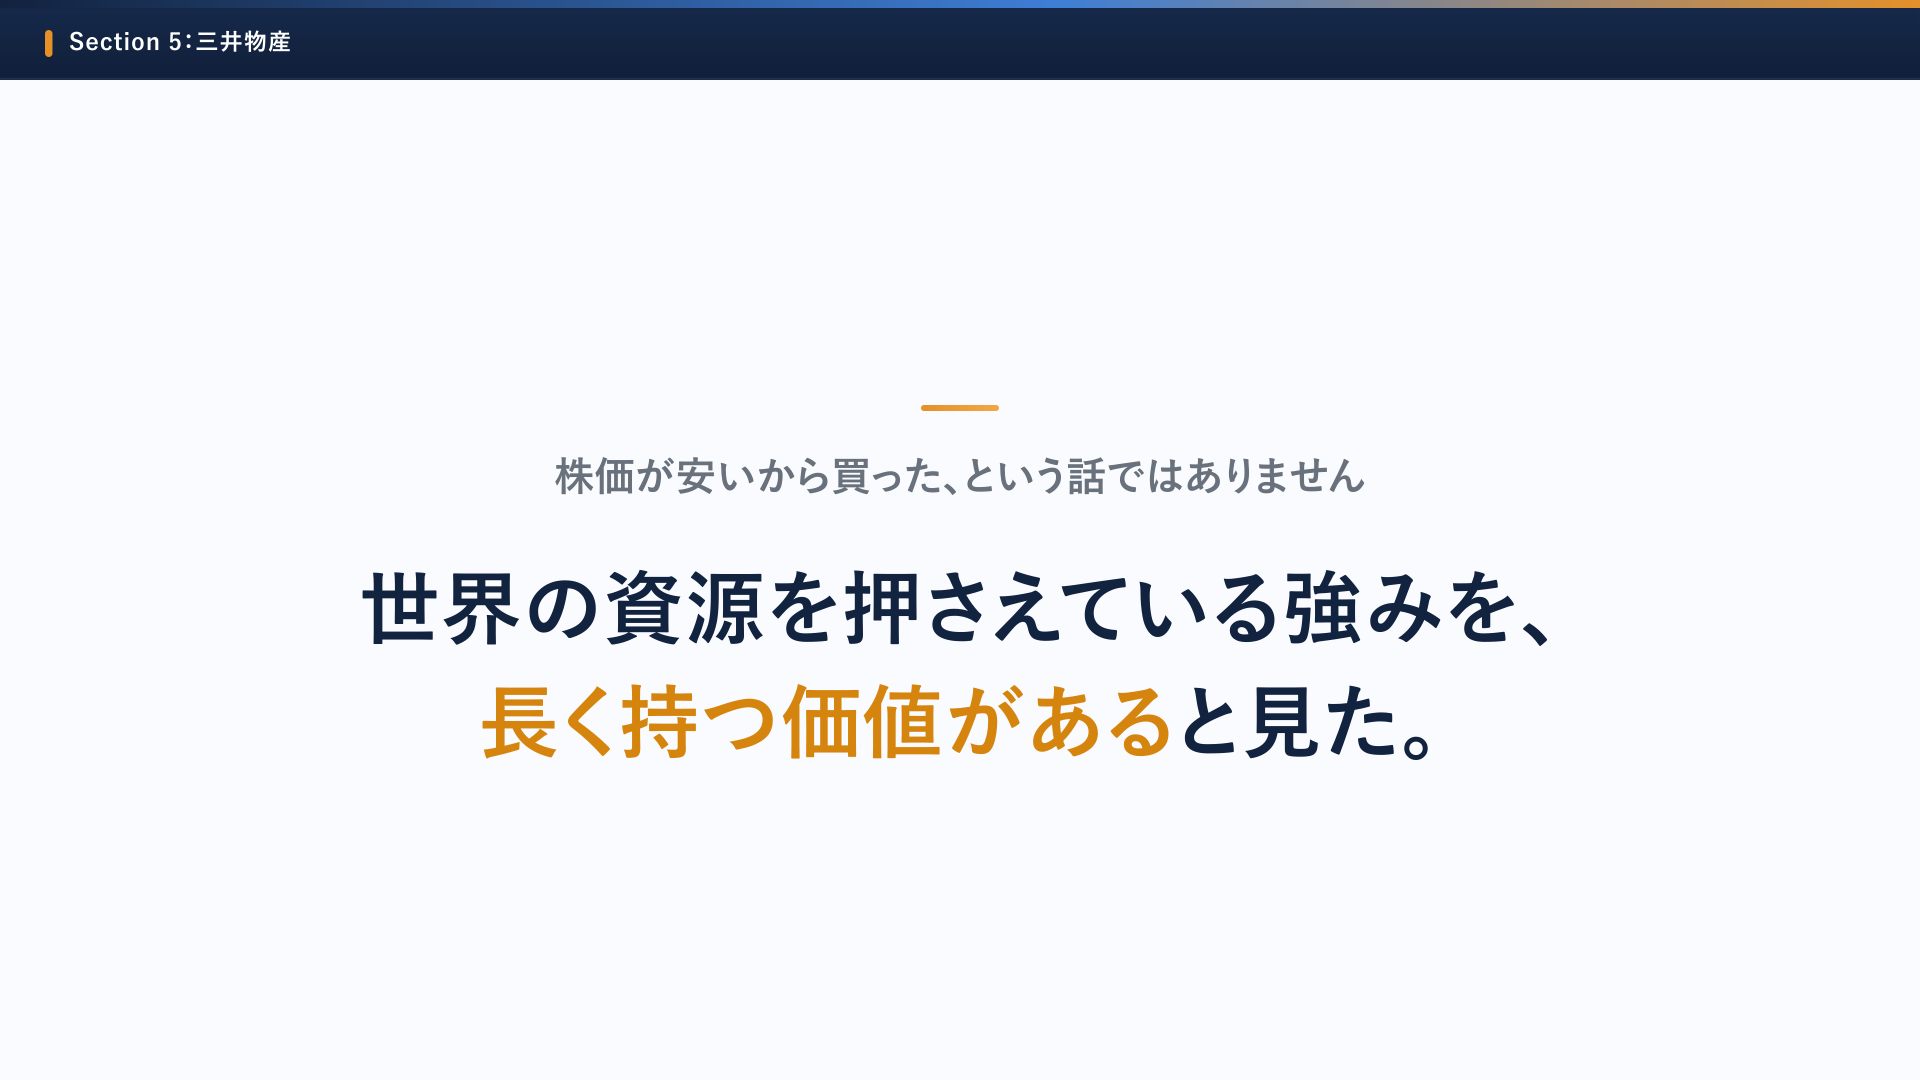 Section 5：三井物産
株価が安いから買った、という話ではありません
世界の資源を押さえている強みを、
長く持つ価値があると見た。